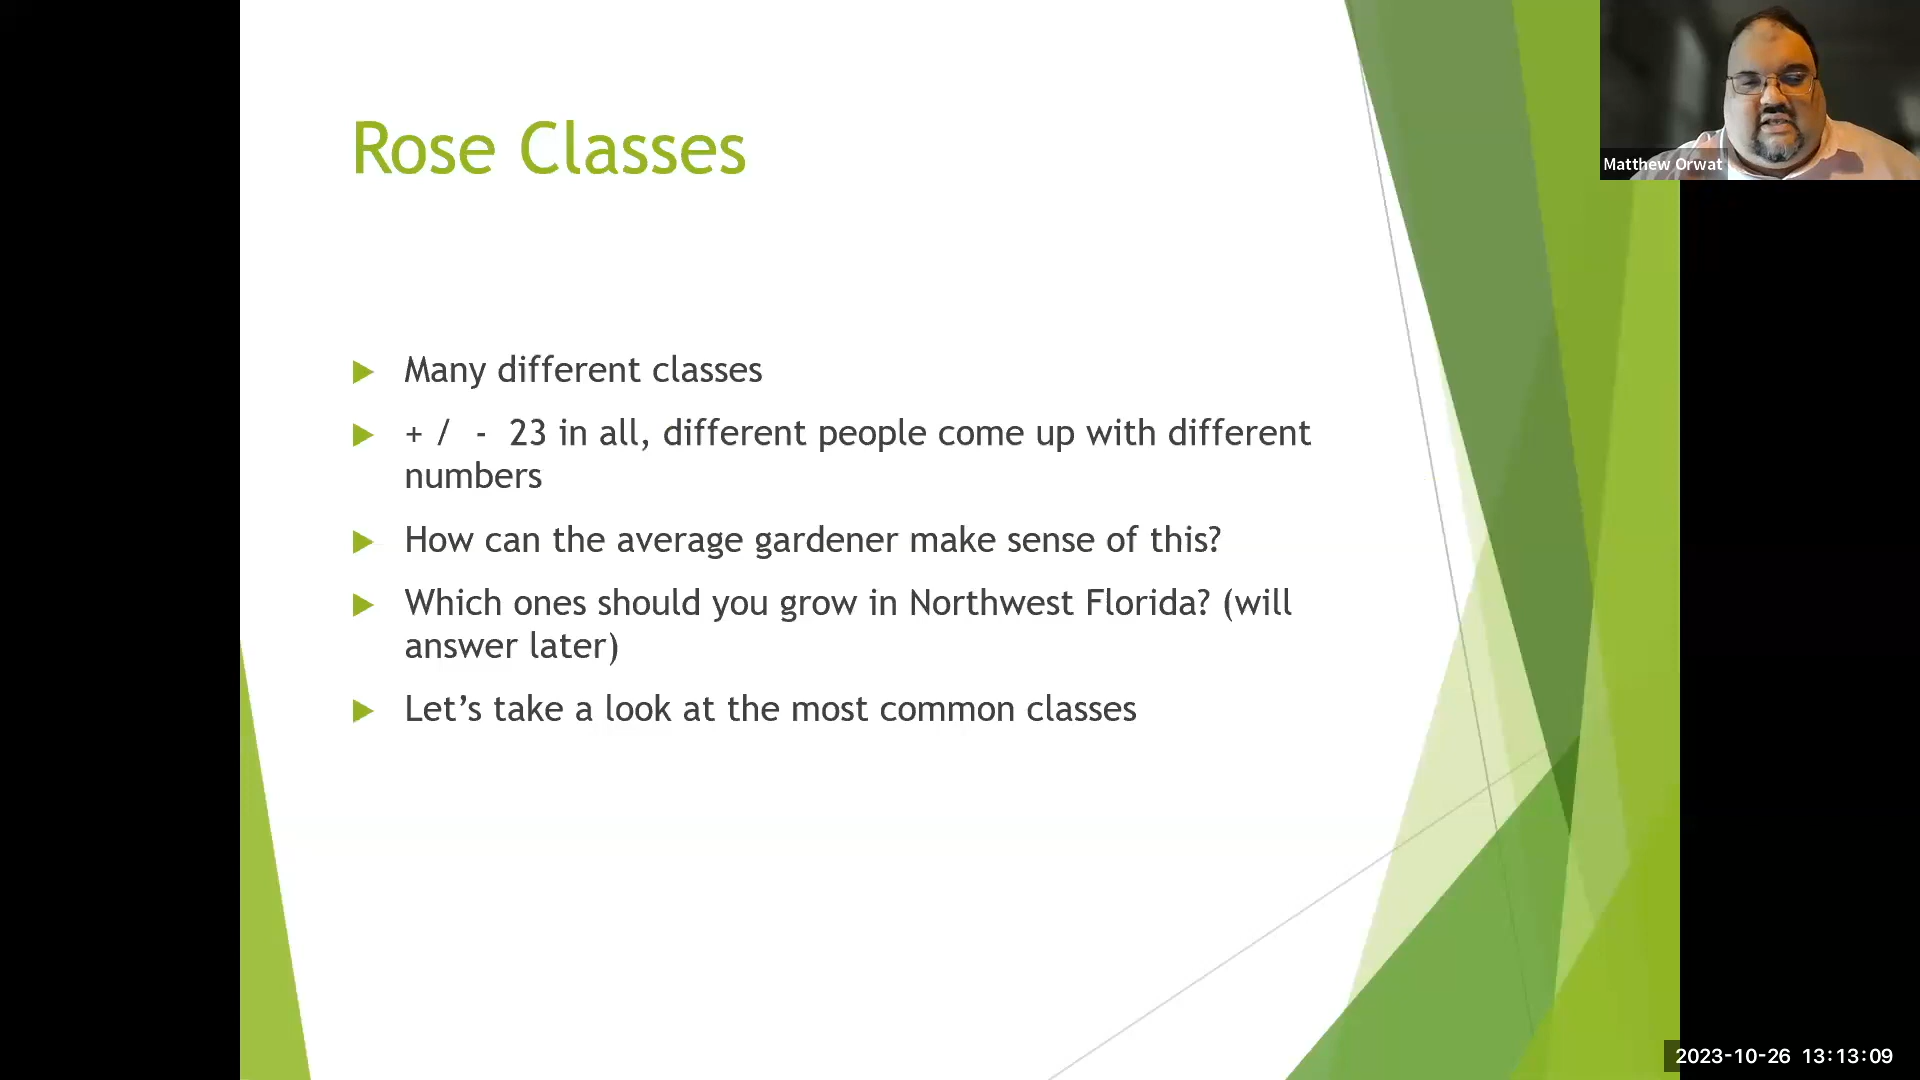 Rose Classes
Many different classes
+ /  -  23 in all, different people come up with different
numbers
How can the average gardener make sense of this?
Which ones should you grow in Northwest Florida? (will
answer later)
Let’s take a look at the most common classes
Matthew Orwat
2023-10-26 13:13:09